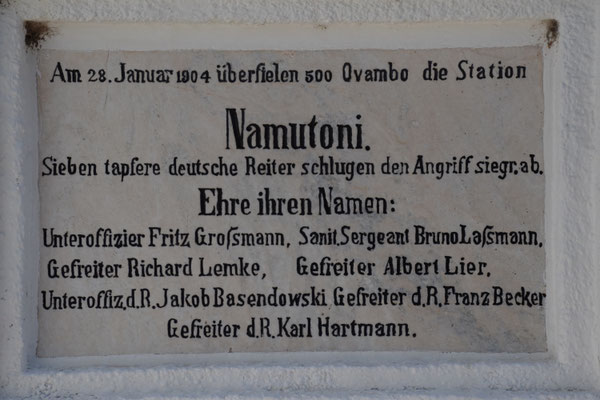 Am 28. Januar 1904 überfielen 500 Ovambo die Station
Namutoni.
Sieben tapfere deutsche Reiter schlugen den Angriff siegr. ab.
Ehre ihren Namen:
Unteroffizier Fritz Großmann, Sanit. Sergeant Bruno Laßmann,
Gefreiter Richard Lemke, Gefreiter Albert Lier,
Unteroffiz. d. R. Jakob Basendowski Gefreiter d. R. Franz Becker
Gefreiter d. R. Karl Hartmann.